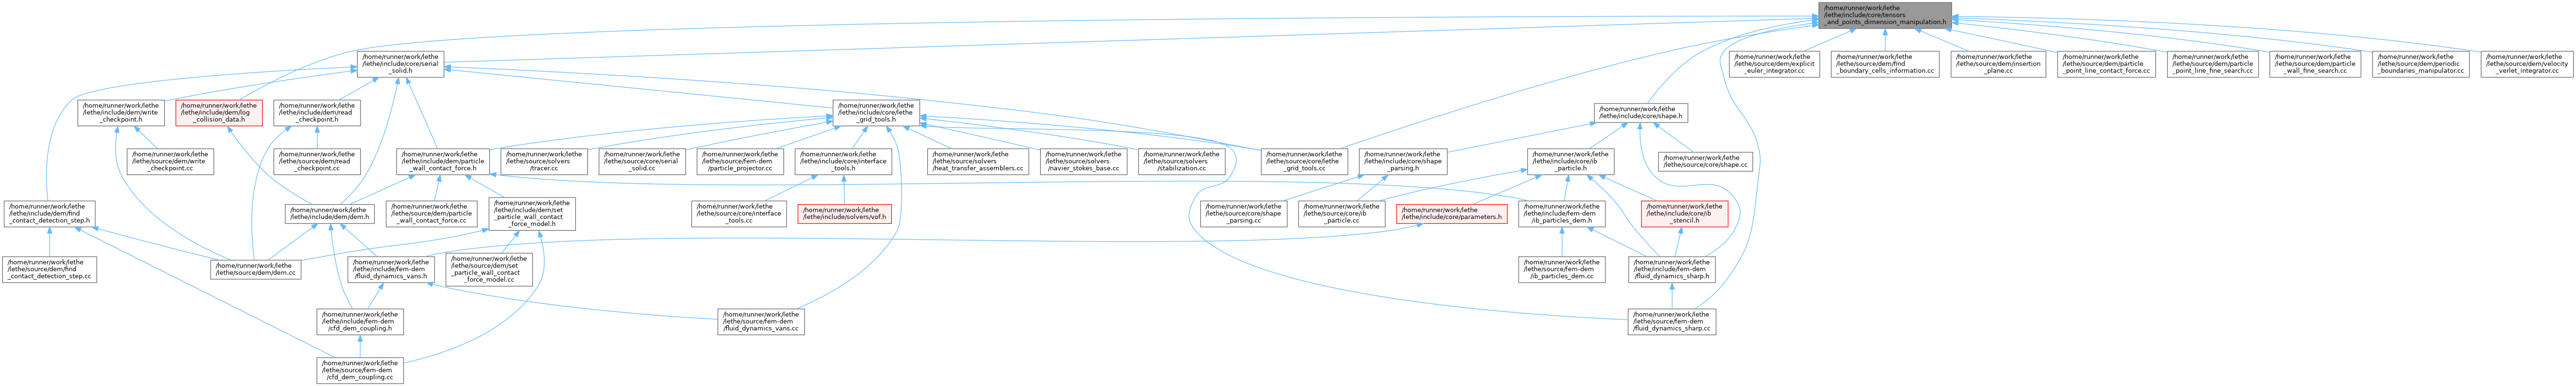 /home/runner/work/lethe
/lethe/include/core/tensors
_and_points_dimension_manipulation.h
/home/runner/work/lethe
/lethe/include/core/serial
_solid.h
/home/runner/work/lethe
/lethe/source/dem/explicit
_euler_integrator.cc
/home/runner/work/lethe
/lethe/source/dem/find
_boundary_cells_information.cc
/home/runner/work/lethe
/lethe/source/dem/insertion
_plane.cc
/home/runner/work/lethe
/lethe/source/dem/particle
_point_line_contact_force.cc
/home/runner/work/lethe
/lethe/source/dem/particle
_point_line_fine_search.cc
/home/runner/work/lethe
/lethe/source/dem/particle
_wall_fine_search.cc
/home/runner/work/lethe
/lethe/source/dem/periodic
_boundaries_manipulator.cc
/home/runner/work/lethe
/lethe/source/dem/velocity
_verlet_integrator.cc
/home/runner/work/lethe
/lethe/include/dem/write
_checkpoint.h
/home/runner/work/lethe
/lethe/include/dem/log
_collision_data.h
/home/runner/work/lethe
/lethe/include/dem/read
_checkpoint.h
/home/runner/work/lethe
/lethe/include/core/lethe
_grid_tools.h
/home/runner/work/lethe
/lethe/include/core/shape.h
/home/runner/work/lethe
/lethe/source/dem/write
_checkpoint.cc
/home/runner/work/lethe
/lethe/source/dem/read
_checkpoint.cc
/home/runner/work/lethe
/lethe/include/dem/particle
_wall_contact_force.h
/home/runner/work/lethe
/lethe/source/solvers
/tracer.cc
/home/runner/work/lethe
/lethe/source/core/serial
_solid.cc
/home/runner/work/lethe
/lethe/source/fem-dem
/particle_projector.cc
/home/runner/work/lethe
/lethe/include/core/interface
_tools.h
/home/runner/work/lethe
/lethe/source/solvers
/heat_transfer_assemblers.cc
/home/runner/work/lethe
/lethe/source/solvers
/navier_stokes_base.cc
/home/runner/work/lethe
/lethe/source/solvers
/stabilization.cc
/home/runner/work/lethe
/lethe/source/core/lethe
_grid_tools.cc
/home/runner/work/lethe
/lethe/include/core/shape
_parsing.h
/home/runner/work/lethe
/lethe/include/core/ib
_particle.h
/home/runner/work/lethe
/lethe/source/core/shape.cc
/home/runner/work/lethe
/lethe/include/dem/find
_contact_detection_step.h
/home/runner/work/lethe
/lethe/include/dem/dem.h
/home/runner/work/lethe
/lethe/source/dem/particle
_wall_contact_force.cc
/home/runner/work/lethe
/lethe/include/dem/set
_particle_wall_contact
_force_model.h
/home/runner/work/lethe
/lethe/source/core/interface
_tools.cc
/home/runner/work/lethe
/lethe/include/solvers/vof.h
/home/runner/work/lethe
/lethe/source/core/shape
_parsing.cc
/home/runner/work/lethe
/lethe/source/core/ib
_particle.cc
/home/runner/work/lethe
/lethe/include/core/parameters.h
/home/runner/work/lethe
/lethe/include/fem-dem
/ib_particles_dem.h
/home/runner/work/lethe
/lethe/include/core/ib
_stencil.h
/home/runner/work/lethe
/lethe/source/dem/find
_contact_detection_step.cc
/home/runner/work/lethe
/lethe/source/dem/dem.cc
/home/runner/work/lethe
/lethe/include/fem-dem
/fluid_dynamics_vans.h
/home/runner/work/lethe
/lethe/source/dem/set
_particle_wall_contact
_force_model.cc
/home/runner/work/lethe
/lethe/source/fem-dem
/ib_particles_dem.cc
/home/runner/work/lethe
/lethe/include/fem-dem
/fluid_dynamics_sharp.h
/home/runner/work/lethe
/lethe/include/fem-dem
/cfd_dem_coupling.h
/home/runner/work/lethe
/lethe/source/fem-dem
/fluid_dynamics_vans.cc
/home/runner/work/lethe
/lethe/source/fem-dem
/fluid_dynamics_sharp.cc
/home/runner/work/lethe
/lethe/source/fem-dem
/cfd_dem_coupling.cc